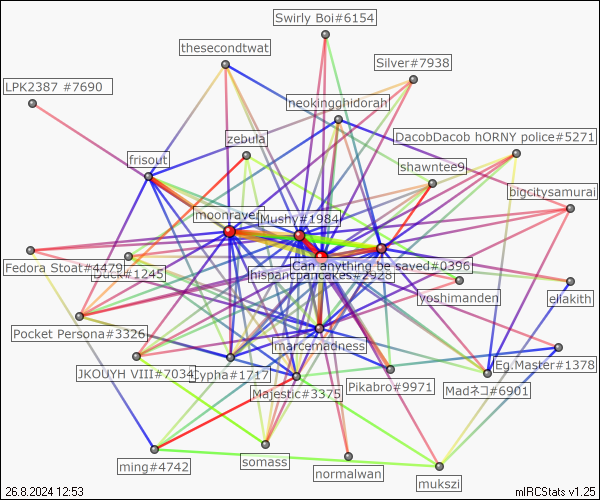 Swirly Boi#6154
thesecondtwat
Silver#7938
LPK2387 #7690
neokingghidorah
DacobDacob hORNY police#5271
zebula
frisout
shawntee9
bigcitysamurai
moonraven
Mushy#1984
Can anything be saved#0396
Fedora Stoat#4479
Duck#1245
hispanicpancakes#2928
yoshimanden
ellakith
Pocket Persona#3326
marcemadness
Eg.Master#1378
JKOUYH VIII#7034
Cypha#1717
Majestic#3375
Pikabro#9971
Madネコ#6901
ming#4742
somass
normalwan
mukszi
26.8.2024 12:53
mIRCStats v1.25